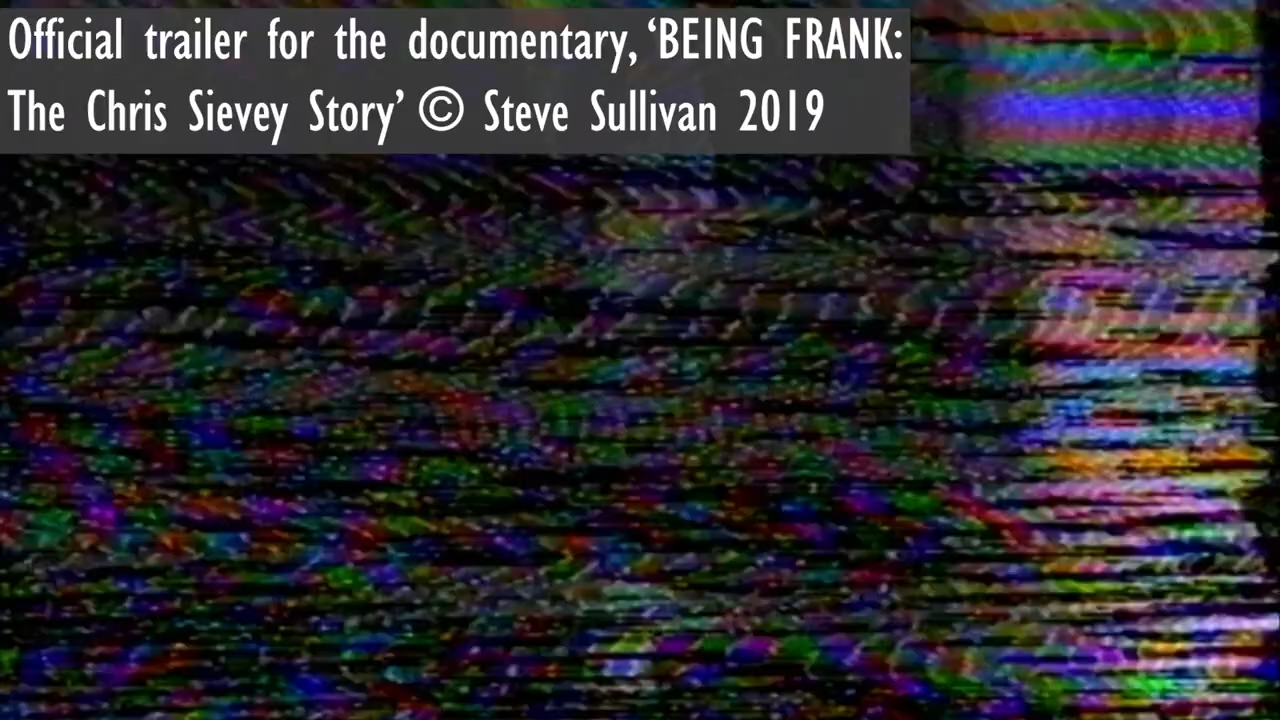 Official trailer for the documentary, ‘BEING FRANK:
The Chris Sievey Story’ © Steve Sullivan 2019